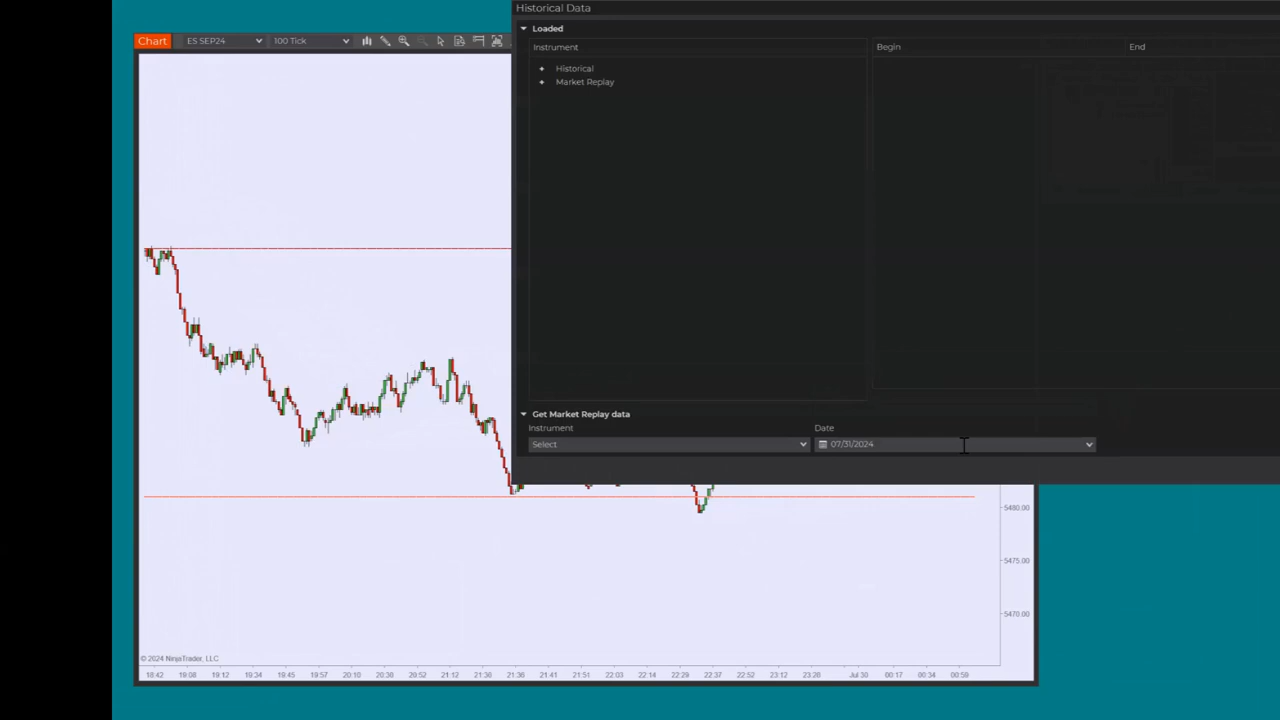 Historical Data
Loaded
Instrument Begin End
Historical
Market Replay
Get Market Replay data
Instrument Date
Select 07/31/2024
Chart ES SEP24 100 Tick
5480.00
5475.00
5470.00
© 2024 NinjaTrader, LLC
18:42 19:08 19:12 19:34 19:45 19:57 20:10 20:38 20:52 21:12 21:36 21:41 21:51 22:03 22:14 22:29 22:37 22:52 23:12 23:28 Jul 30 00:17 00:34 00:59